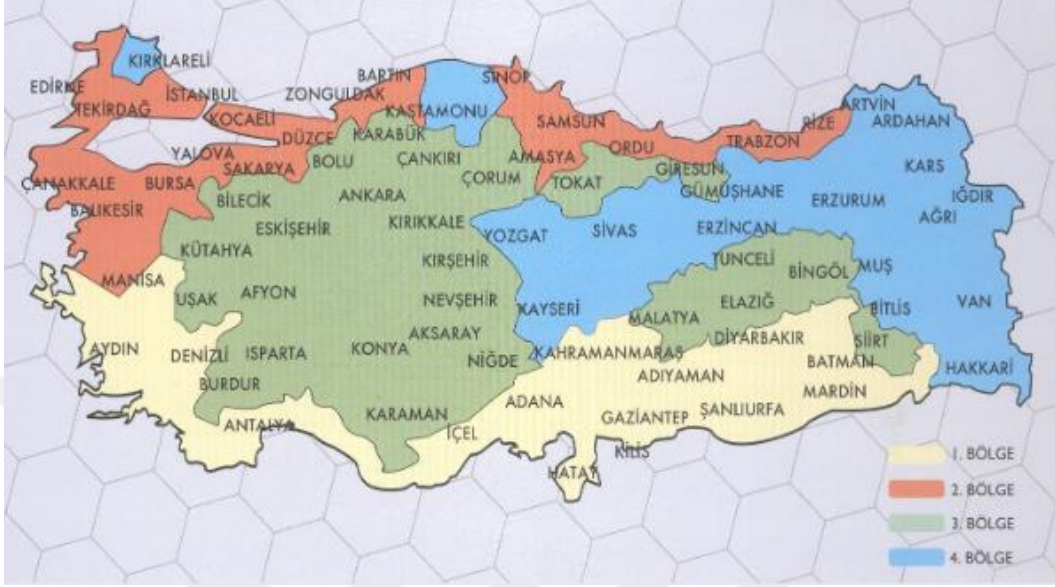 KIRKLARELİ
EDİRNE
TEKİRDAĞ
İSTANBUL
KOCAELİ
YALOVA
ÇANAKKALE
BURSA
BALIKESİR
SAKARYA
DÜZCE
ZONGULDAK
BARTIN
KASTAMONU
SİNOP
KARABÜK
BOLU
ÇANKIRI
ÇORUM
SAMSUN
AMASYA
TOKAT
ORDU
GİRESUN
TRABZON
GÜMÜŞHANE
RİZE
ARTVİN
ARDAHAN
KARS
IĞDIR
AĞRI
ERZURUM
ERZİNCAN
SİVAS
YOZGAT
KIRIKKALE
ANKARA
BİLECİK
ESKİŞEHİR
KÜTAHYA
KIRŞEHİR
NEVŞEHİR
KAYSERİ
MALATYA
ELAZIĞ
TUNCELİ
BİNGÖL
MUŞ
BİTLİS
VAN
HAKKARİ
SİİRT
BATMAN
DİYARBAKIR
MARDİN
ŞANLIURFA
ADIYAMAN
KAHRAMANMARAŞ
GAZİANTEP
KİLİS
HATAY
ADANA
İÇEL
KARAMAN
NİĞDE
AKSARAY
KONYA
AFYON
UŞAK
MANİSA
AYDIN
DENİZLİ
ISPARTA
BURDUR
ANTALYA
1. BÖLGE
2. BÖLGE
3. BÖLGE
4. BÖLGE